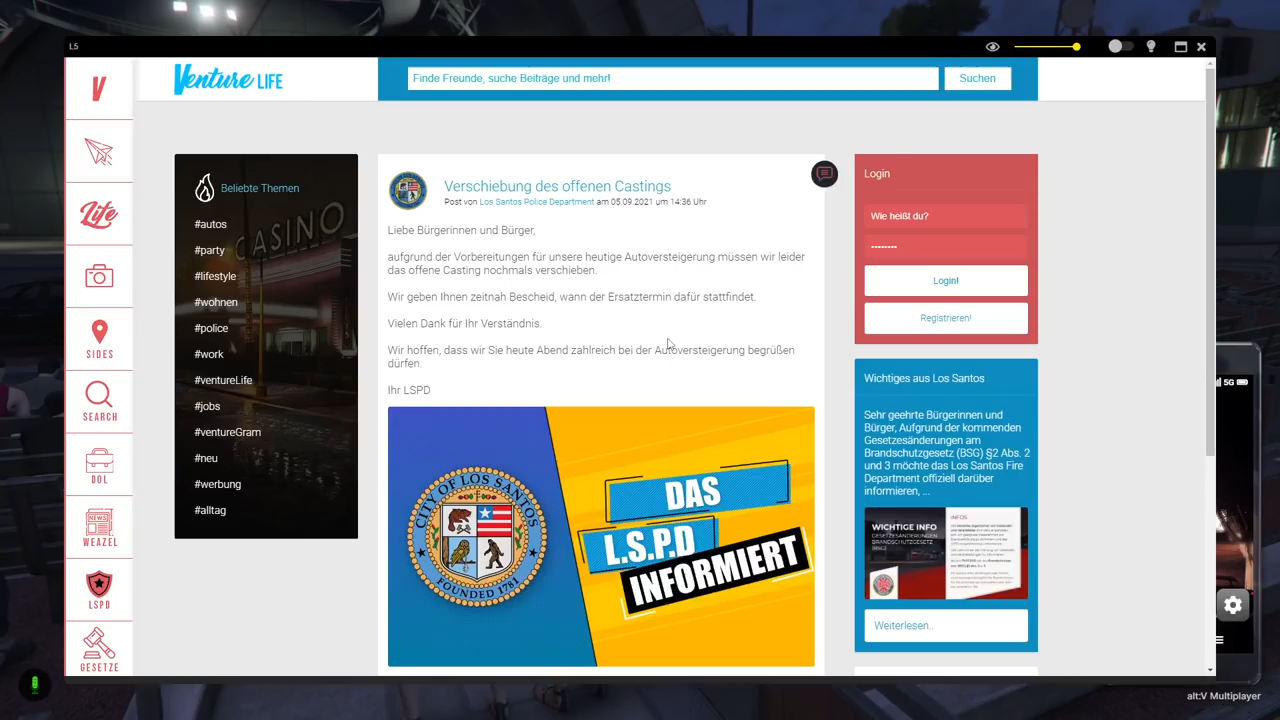 L5
Venture LIFE
Finde Freunde, suche Beiträge und mehr!
Suchen
V
Life
SIDES
SEARCH
DOL
NEWS
WEAZEL
LSPD
GESETZE
CASINO
Beliebte Themen
#autos
#party
#lifestyle
#wohnen
#police
#work
#ventureLife
#jobs
#ventureGram
#neu
#werbung
#alltag
Verschiebung des offenen Castings
Post von Los Santos Police Department am 05.09.2021 um 14:36 Uhr
Liebe Bürgerinnen und Bürger,
aufgrund der Vorbereitungen für unsere heutige Autoversteigerung müssen wir leider
das offene Casting nochmals verschieben.
Wir geben Ihnen zeitnah Bescheid, wann der Ersatztermin dafür stattfindet.
Vielen Dank für Ihr Verständnis.
Wir hoffen, dass wir Sie heute Abend zahlreich bei der Autoversteigerung begrüßen
dürfen.
Ihr LSPD
CITY OF LOS SANTOS
FOUNDED 1781
DAS
L.S.P.D
INFORMIERT
Login
Wie heißt du?
--------
Login!
Registrieren!
Wichtiges aus Los Santos
Sehr geehrte Bürgerinnen und
Bürger, Aufgrund der kommenden
Gesetzesänderungen am
Brandschutzgesetz (BSG) §2 Abs. 2
und 3 möchte das Los Santos Fire
Department offiziell darüber
informieren, ...
WICHTIGE INFO
GESETZESÄNDERUNGEN
BRANDSCHUTZGESETZ
(BSG)
INFOS
Weiterlesen..
5G
alt:V Multiplayer